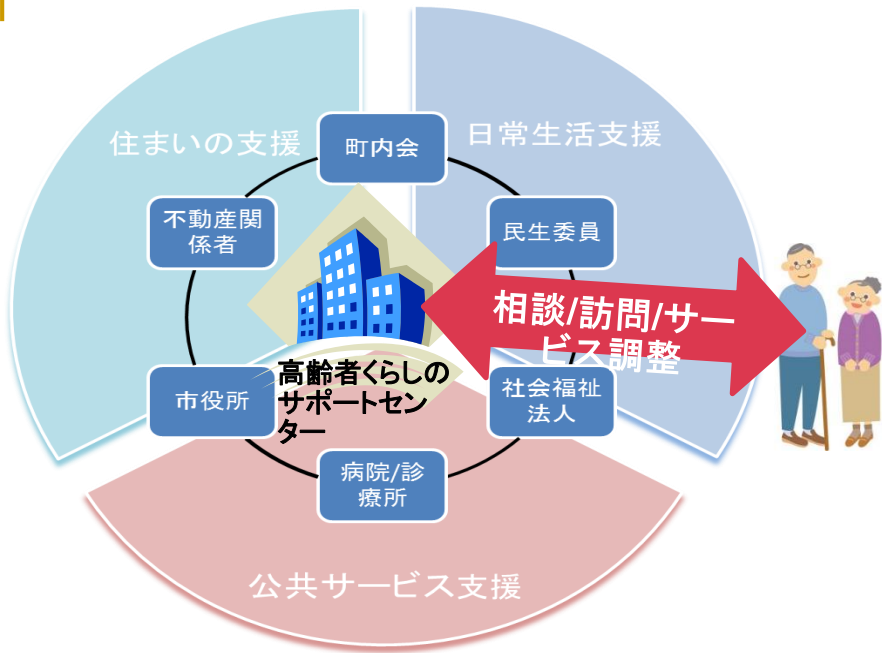 住まいの支援
日常生活支援
町内会
不動産関
係者
民生委員
相談/訪問/サー
ビス調整
高齢者くらしの
サポートセン
ター
市役所
社会福祉
法人
病院/診
療所
公共サービス支援